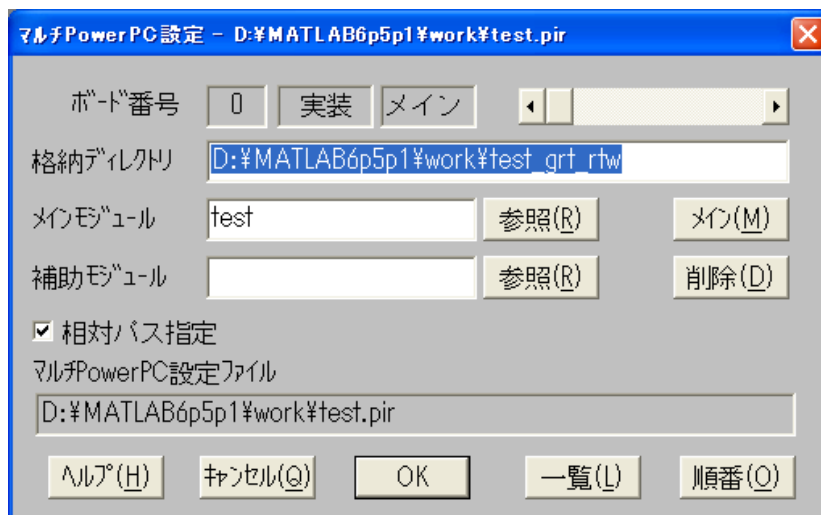 ﾏﾙﾁPowerPC設定 - D:¥MATLAB6p5p1¥work¥test.pir
ﾎﾞｰﾄﾞ番号 0 実装 メイン
格納ﾃﾞｨﾚｸﾄﾘ D:¥MATLAB6p5p1¥work¥test_grt_rtw
ﾒｲﾝﾓｼﾞｭｰﾙ test 参照(R) ﾒｲﾝ(M)
補助ﾓｼﾞｭｰﾙ 参照(R) 削除(D)
相対パス指定
ﾏﾙﾁPowerPC設定ﾌｧｲﾙ
D:¥MATLAB6p5p1¥work¥test.pir
ﾍﾙﾌﾟ(H) ｷｬﾝｾﾙ(Q) OK 一覧(L) 順番(O)